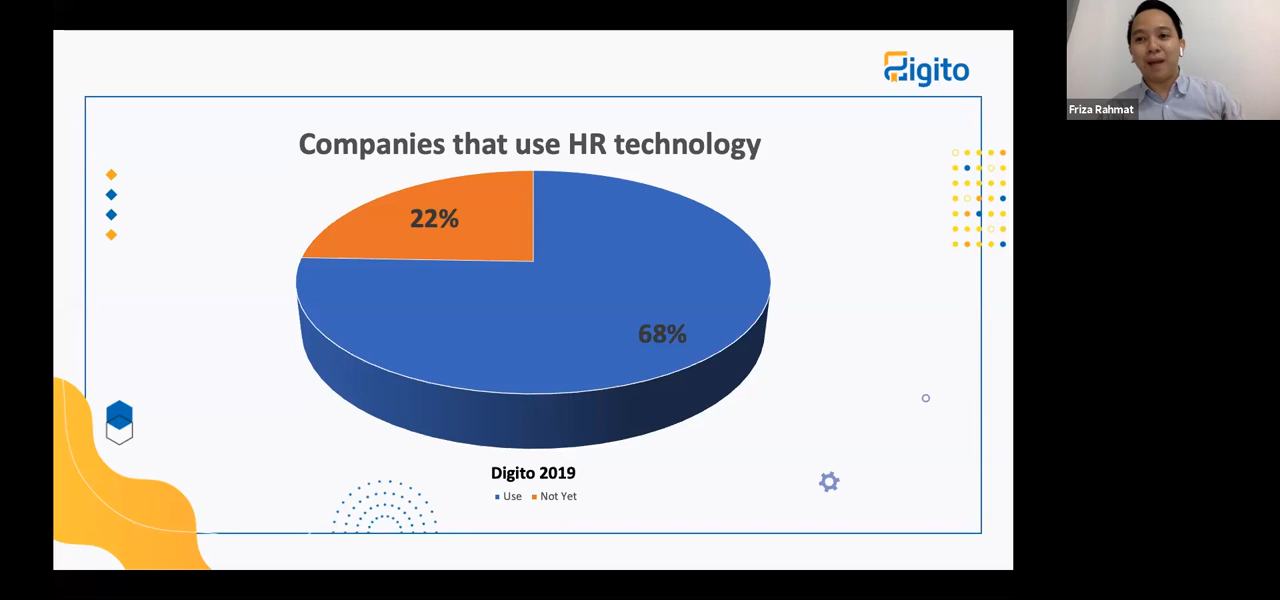 Digito
Friza Rahmat
Companies that use HR technology
22%
68%
Digito 2019
Use Not Yet